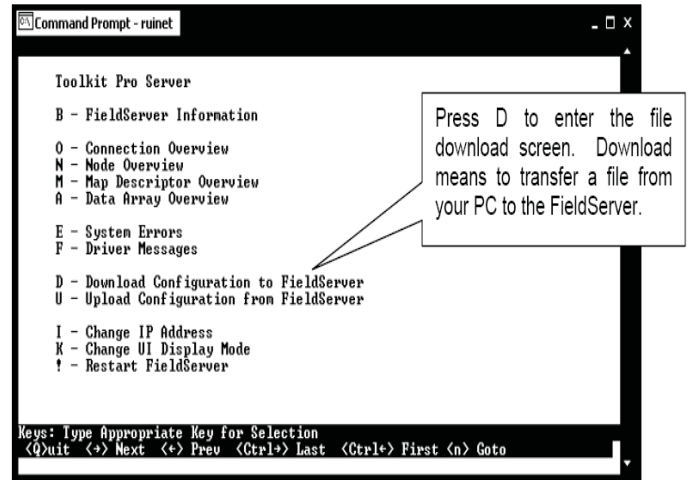 Command Prompt - ruinet
Toolkit Pro Server
B - FieldServer Information
O - Connection Overview
N - Node Overview
M - Map Descriptor Overview
A - Data Array Overview
E - System Errors
F - Driver Messages
D - Download Configuration to FieldServer
U - Upload Configuration from FieldServer
I - Change IP Address
K - Change UI Display Mode
! - Restart FieldServer
Press D to enter the file
download screen. Download
means to transfer a file from
your PC to the FieldServer.
Keys: Type Appropriate Key for Selection
<Q>uit <→> Next <←> Prev <Ctrl→> Last <Ctrl←> First <n> Goto